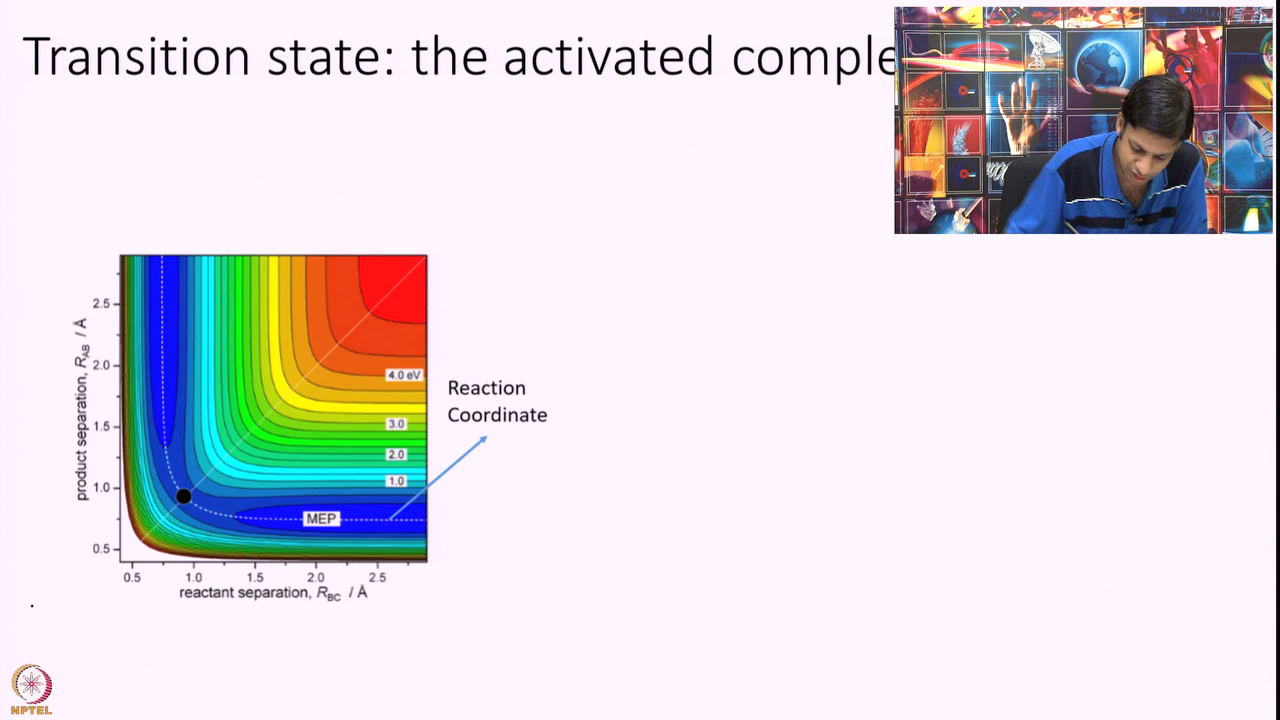 Transition state: the activated comple
2.5
2.0
1.5
1.0
0.5
product separation, RAB / Å
4.0 eV
3.0
2.0
1.0
MEP
0.5 1.0 1.5 2.0 2.5
reactant separation, RBC / Å
Reaction
Coordinate
NPTEL